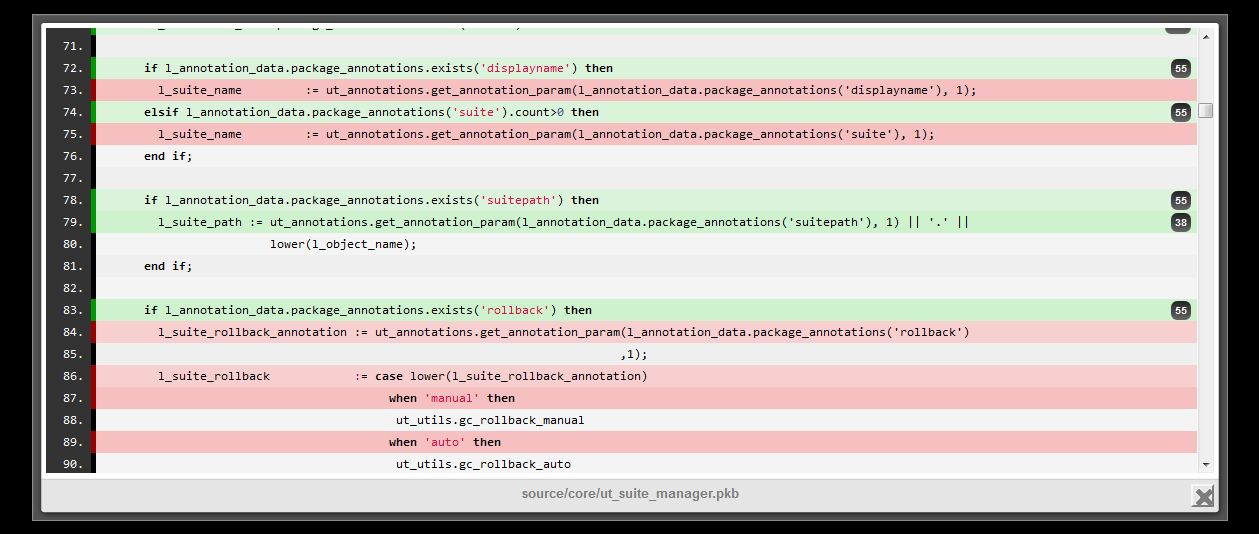 71.
72. if l_annotation_data.package_annotations.exists('displayname') then 55
73. l_suite_name := ut_annotations.get_annotation_param(l_annotation_data.package_annotations('displayname'), 1);
74. elsif l_annotation_data.package_annotations('suite').count>0 then 55
75. l_suite_name := ut_annotations.get_annotation_param(l_annotation_data.package_annotations('suite'), 1);
76. end if;
77.
78. if l_annotation_data.package_annotations.exists('suitepath') then 55
79. l_suite_path := ut_annotations.get_annotation_param(l_annotation_data.package_annotations('suitepath'), 1) || '.' || 38
80. lower(l_object_name);
81. end if;
82.
83. if l_annotation_data.package_annotations.exists('rollback') then 55
84. l_suite_rollback_annotation := ut_annotations.get_annotation_param(l_annotation_data.package_annotations('rollback')
85. ,1);
86. l_suite_rollback := case lower(l_suite_rollback_annotation)
87. when 'manual' then
88. ut_utils.gc_rollback_manual
89. when 'auto' then
90. ut_utils.gc_rollback_auto
source/core/ut_suite_manager.pkb